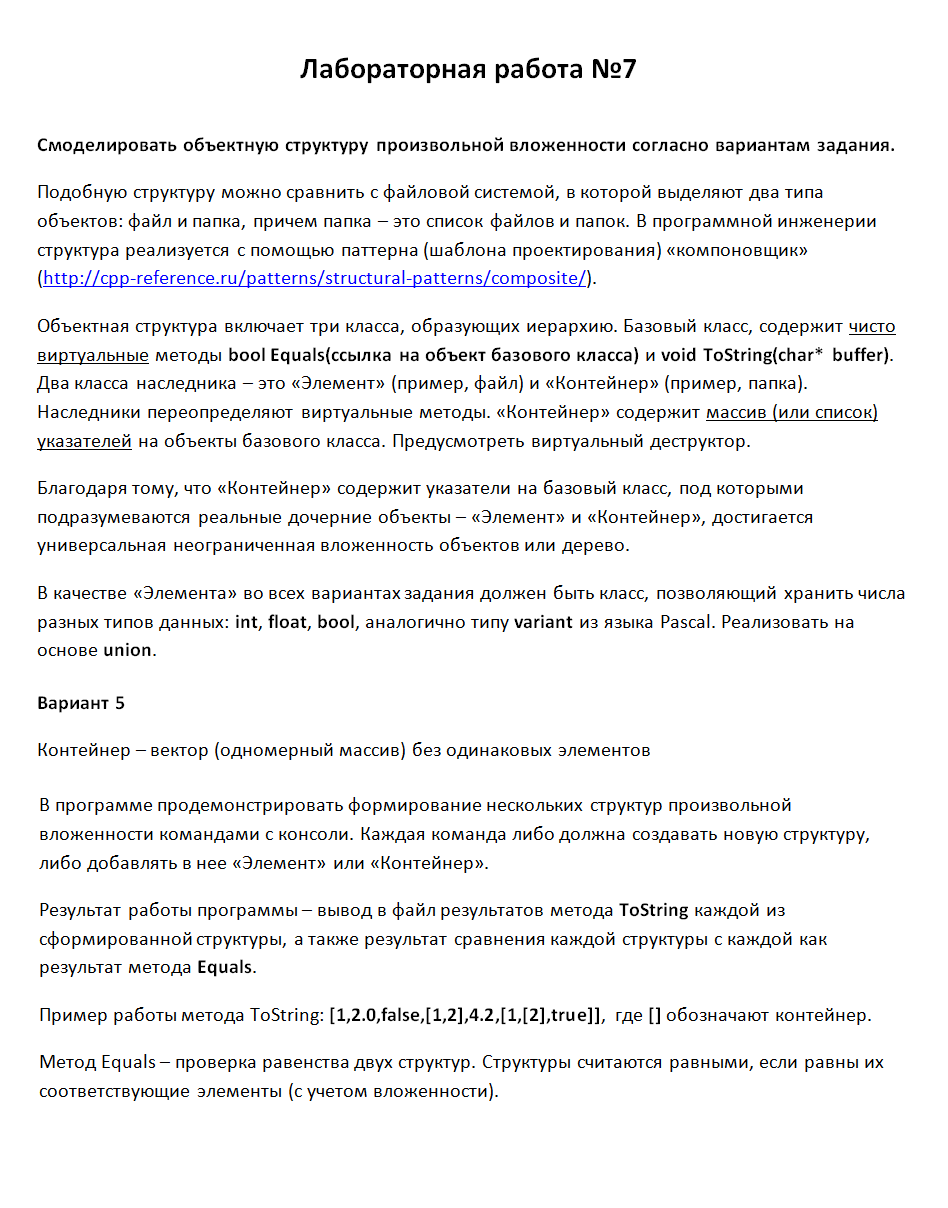 Лабораторная работа №7
Смоделировать объектную структуру произвольной вложенности согласно вариантам задания.
Подобную структуру можно сравнить с файловой системой, в которой выделяют два типа
объектов: файл и папка, причем папка – это список файлов и папок. В программной инженерии
структура реализуется с помощью паттерна (шаблона проектирования) «компоновщик»
(http://cpp-reference.ru/patterns/structural-patterns/composite/).
Объектная структура включает три класса, образующих иерархию. Базовый класс, содержит чисто
виртуальные методы bool Equals(ссылка на объект базового класса) и void ToString(char* buffer).
Два класса наследника – это «Элемент» (пример, файл) и «Контейнер» (пример, папка).
Наследники переопределяют виртуальные методы. «Контейнер» содержит массив (или список)
указателей на объекты базового класса. Предусмотреть виртуальный деструктор.
Благодаря тому, что «Контейнер» содержит указатели на базовый класс, под которыми
подразумеваются реальные дочерние объекты – «Элемент» и «Контейнер», достигается
универсальная неограниченная вложенность объектов или дерево.
В качестве «Элемента» во всех вариантах задания должен быть класс, позволяющий хранить числа
разных типов данных: int, float, bool, аналогично типу variant из языка Pascal. Реализовать на
основе union.
Вариант 5
Контейнер – вектор (одномерный массив) без одинаковых элементов
В программе продемонстрировать формирование нескольких структур произвольной
вложенности командами с консоли. Каждая команда либо должна создавать новую структуру,
либо добавлять в нее «Элемент» или «Контейнер».
Результат работы программы – вывод в файл результатов метода ToString каждой из
сформированной структуры, а также результат сравнения каждой структуры с каждой как
результат метода Equals.
Пример работы метода ToString: [1,2.0,false,[1,2],4.2,[1,[2],true]], где [] обозначают контейнер.
Метод Equals – проверка равенства двух структур. Структуры считаются равными, если равны их
соответствующие элементы (с учетом вложенности).